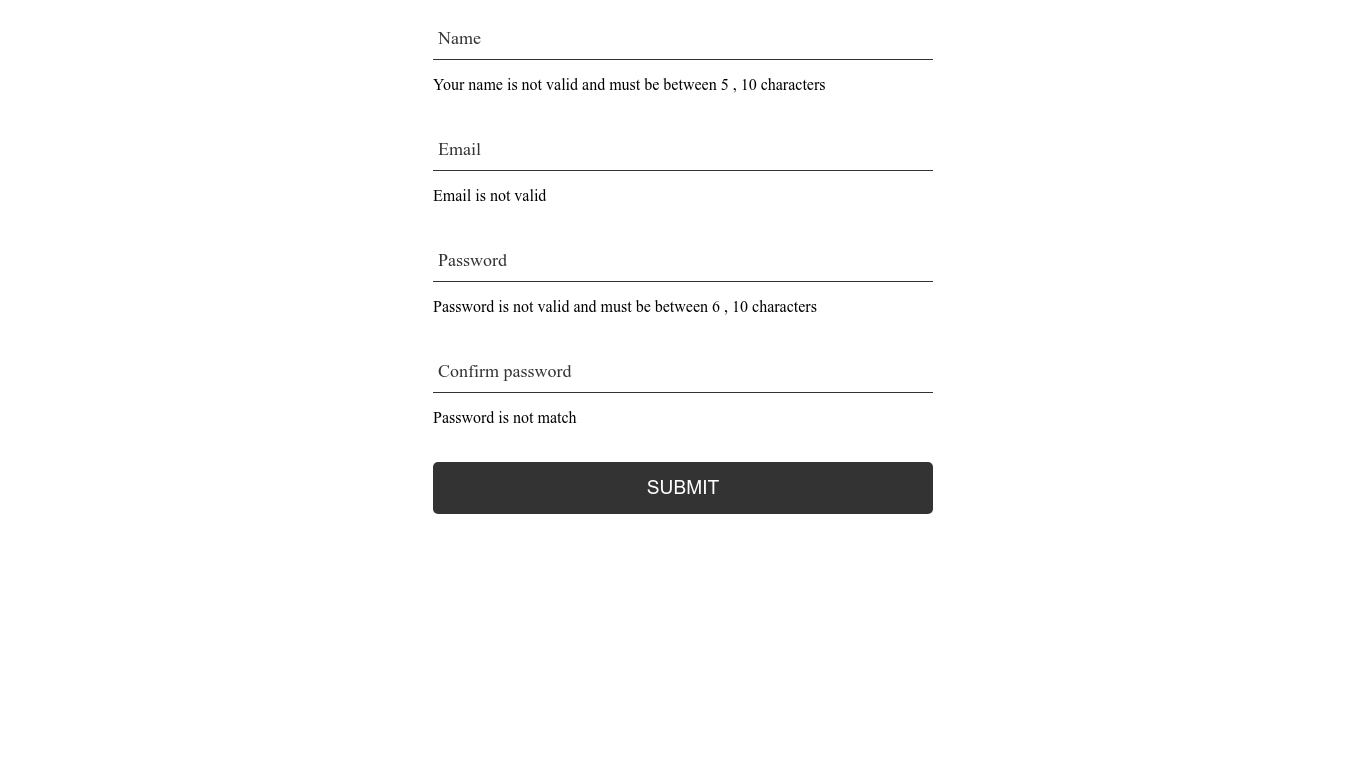 Name
Your name is not valid and must be between 5 , 10 characters
Email
Email is not valid
Password
Password is not valid and must be between 6 , 10 characters
Confirm password
Password is not match
SUBMIT